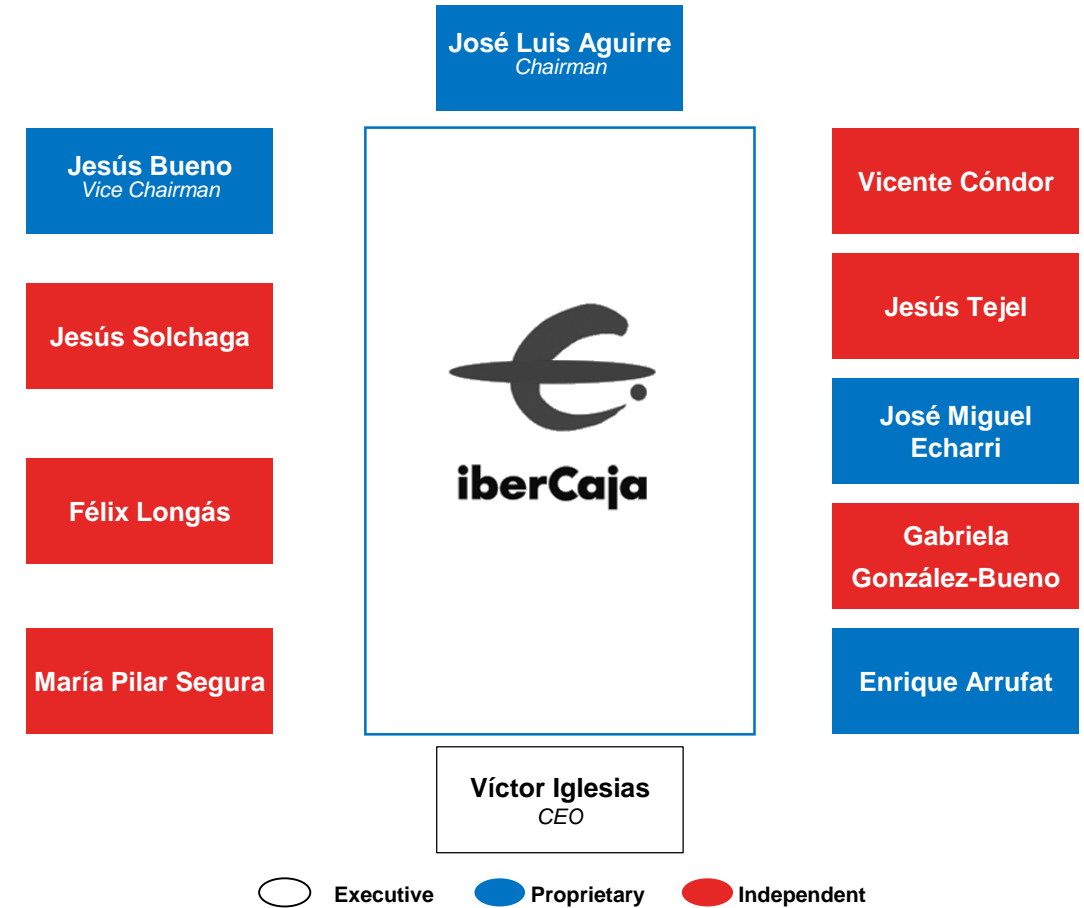 José Luis Aguirre
Chairman
Jesús Bueno
Vice Chairman
Jesús Solchaga
Félix Longás
María Pilar Segura
iberCaja
Vicente Cóndor
Jesús Tejel
José Miguel
Echarri
Gabriela
González-Bueno
Enrique Arrufat
Víctor Iglesias
CEO
Executive
Proprietary
Independent